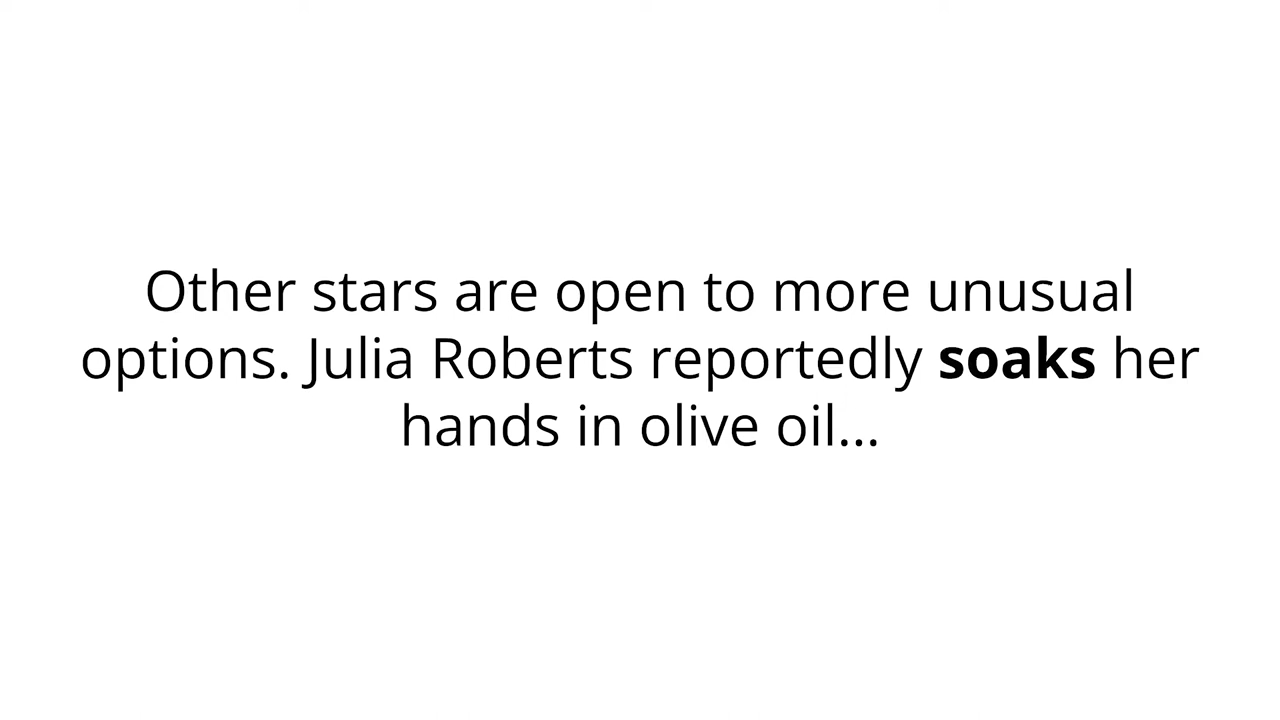 Other stars are open to more unusual
options. Julia Roberts reportedly soaks her
hands in olive oil...